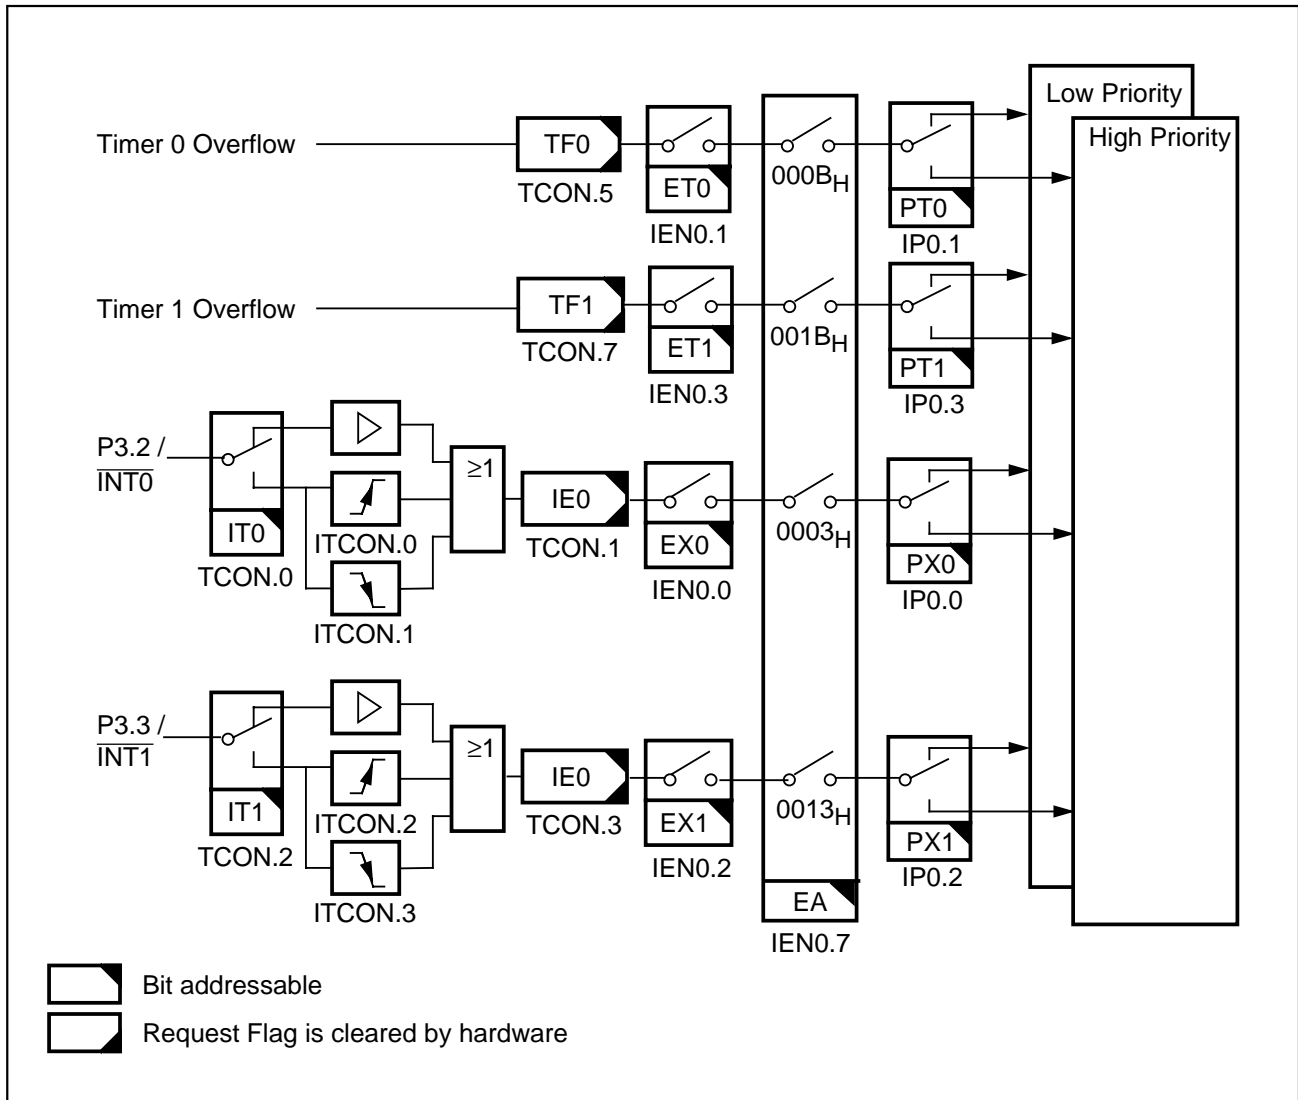 Low Priority
High Priority
Timer 0 Overflow
TF0
TCON.5
ET0
IEN0.1
000BH
PT0
IP0.1
Timer 1 Overflow
TF1
TCON.7
ET1
IEN0.3
001BH
PT1
IP0.3
P3.2 /
INT0
IT0
TCON.0
ITCON.0
ITCON.1
≥1
IE0
TCON.1
EX0
IEN0.0
0003H
PX0
IP0.0
P3.3 /
INT1
IT1
TCON.2
ITCON.2
ITCON.3
≥1
IE0
TCON.3
EX1
IEN0.2
0013H
PX1
IP0.2
EA
IEN0.7
Bit addressable
Request Flag is cleared by hardware